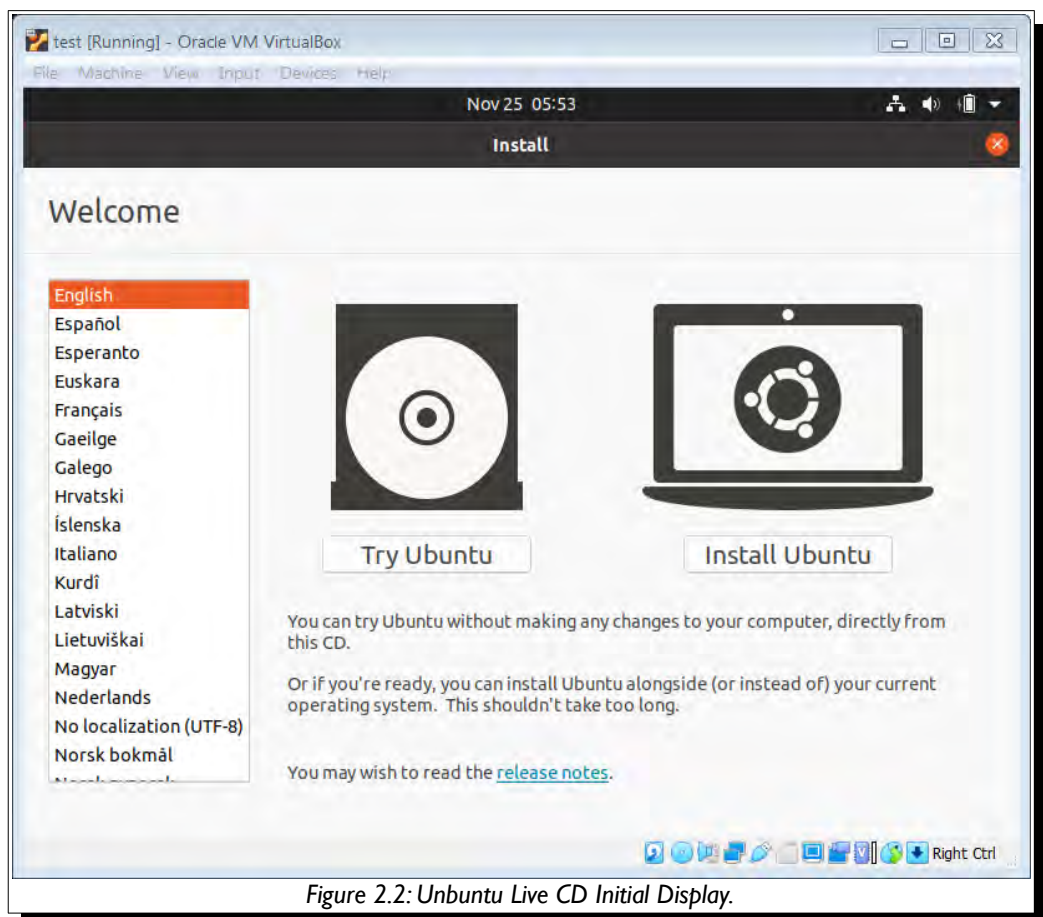 test [Running] - Oracle VM VirtualBox
File Machine View Input Devices Help
Nov 25 05:53
Install
Welcome
English
Español
Esperanto
Euskara
Français
Gaeilge
Galego
Hrvatski
Íslenska
Italiano
Kurdî
Latviski
Lietuviškai
Magyar
Nederlands
No localization (UTF-8)
Norsk bokmål
Try Ubuntu
Install Ubuntu
You can try Ubuntu without making any changes to your computer, directly from
this CD.
Or if you're ready, you can install Ubuntu alongside (or instead of) your current
operating system. This shouldn't take too long.
You may wish to read the release notes.
Right Ctrl
Figure 2.2: Unbuntu Live CD Initial Display.